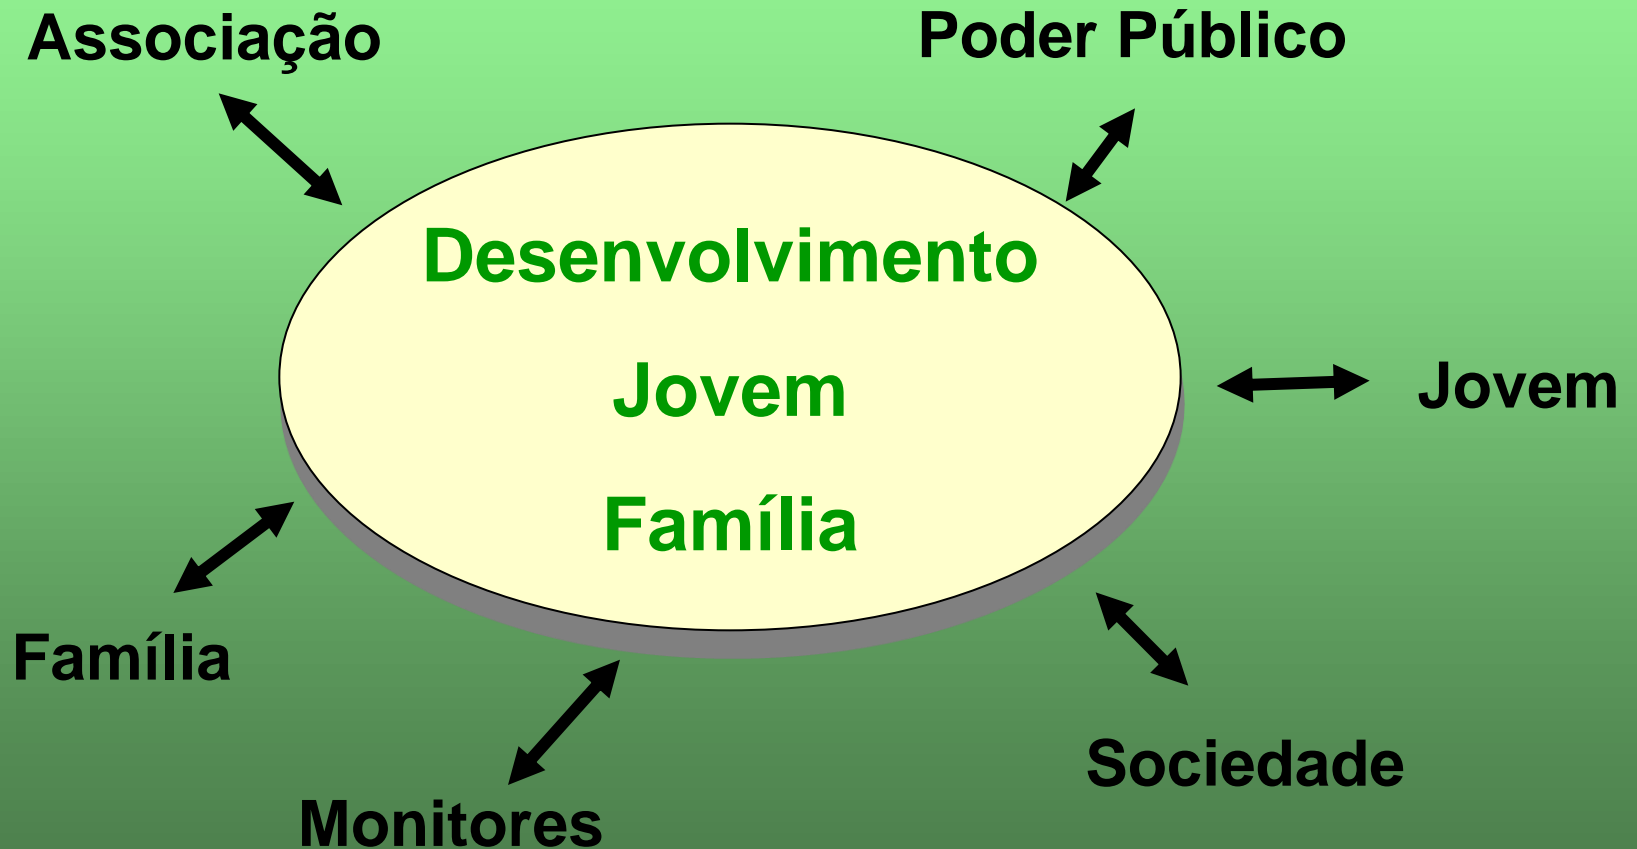 Associação
Poder Público
Desenvolvimento
Jovem
Família
Jovem
Família
Sociedade
Monitores